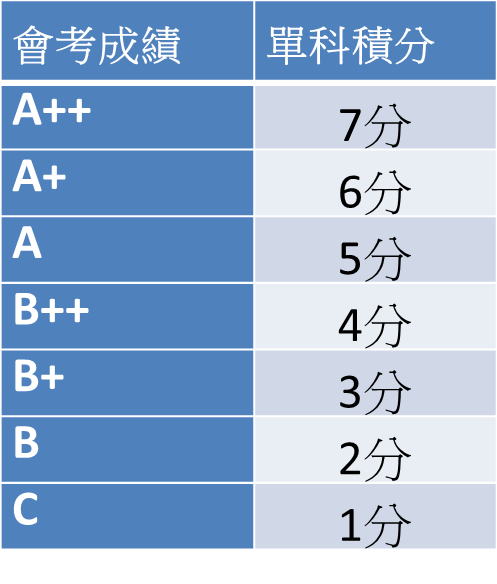 會考成績 單科積分
A++ 7分
A+ 6分
A 5分
B++ 4分
B+ 3分
B 2分
C 1分